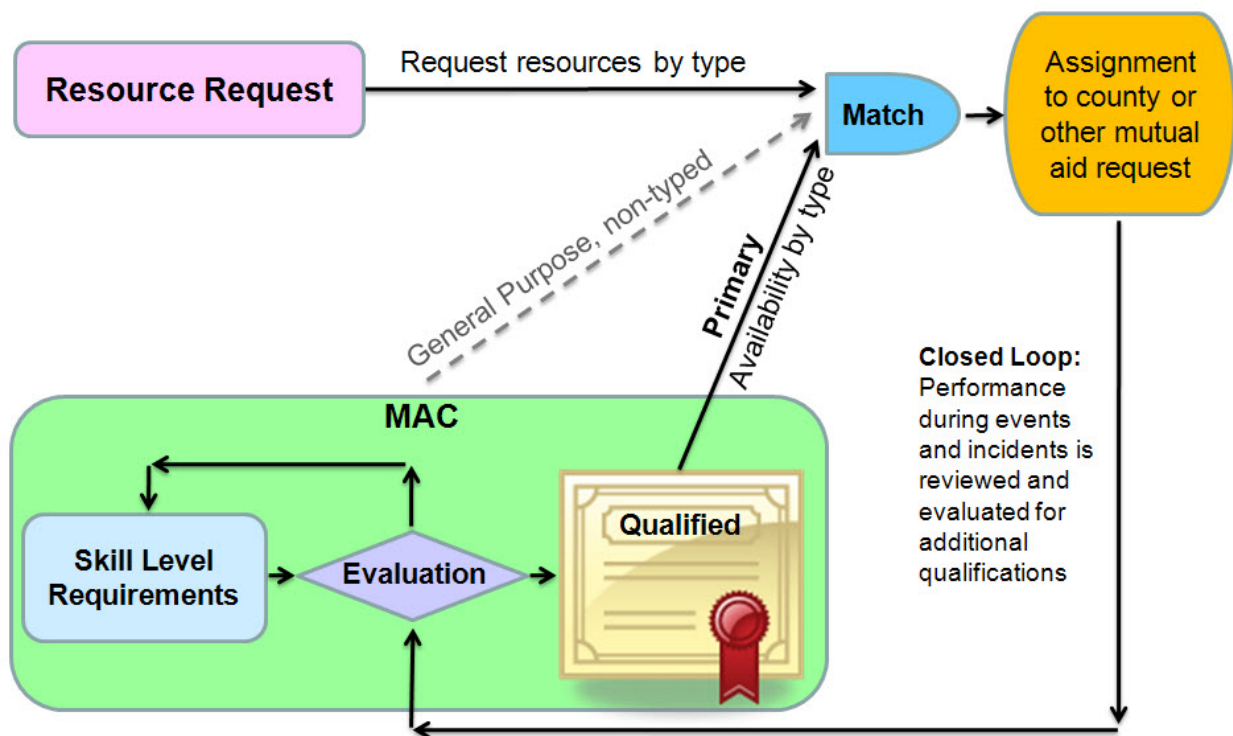 Resource Request
Request resources by type
Match
Assignment
to county or
other mutual
aid request
General Purpose, non-typed
Primary
Availability by type
Closed Loop:
Performance
during events
and incidents is
reviewed and
evaluated for
additional
qualifications
MAC
Skill Level
Requirements
Evaluation
Qualified